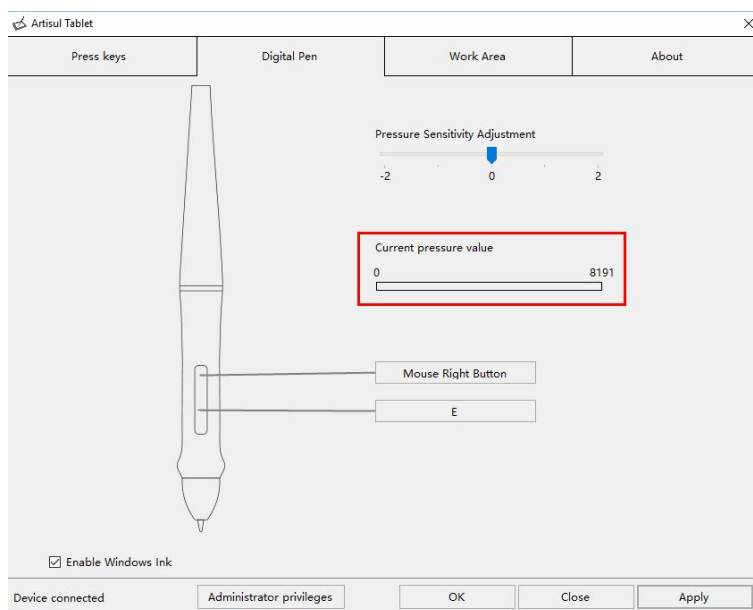 Artisul Tablet
Press keys
Digital Pen
Work Area
About
Pressure Sensitivity Adjustment
-2 0 2
Current pressure value
0 8191
Mouse Right Button
E
Enable Windows Ink
Device connected
Administrator privileges
OK
Close
Apply